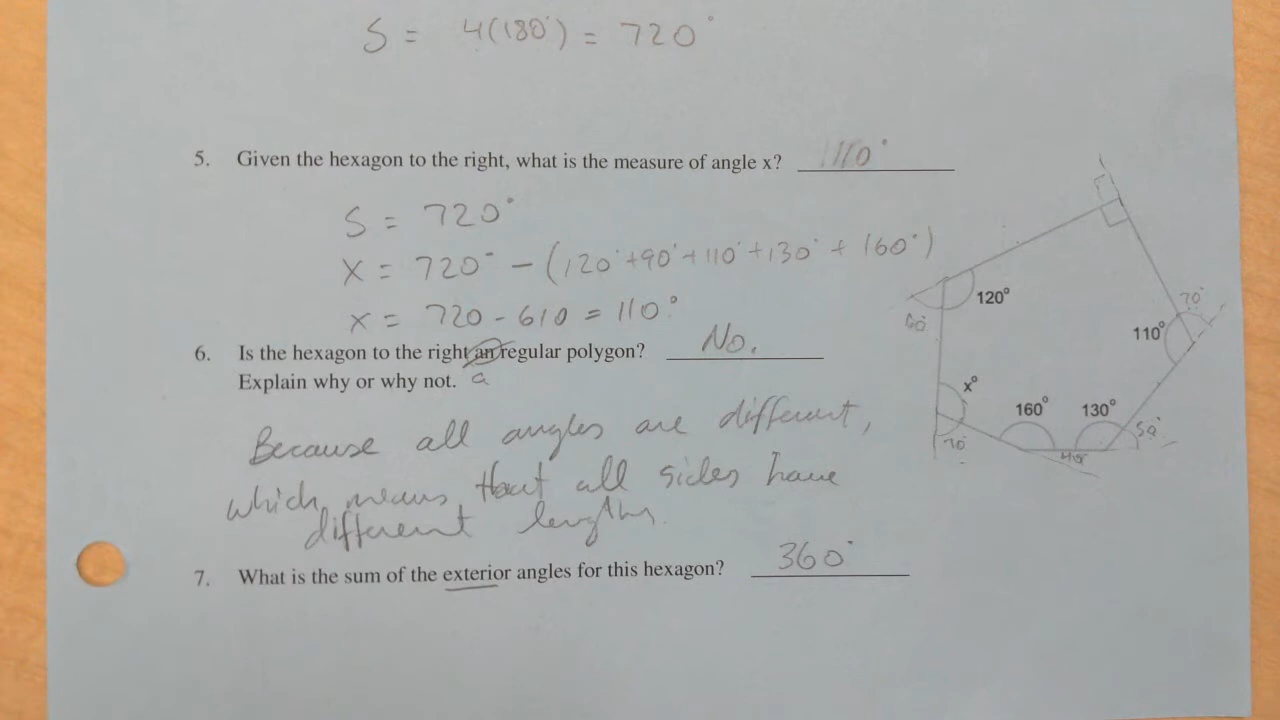 S = 4(180°) = 720°
5. Given the hexagon to the right, what is the measure of angle x? 110°
S = 720°
X = 720° - (120°+90°+110°+130°+160°)
x = 720 - 610 = 110°
120°
60°
70°
110°
x°
160° 130°
70°
50°
6. Is the hexagon to the right an regular polygon? No.
Explain why or why not. a
Because all angles are different,
which means that all sides have
different lengths.
7. What is the sum of the exterior angles for this hexagon? 360°